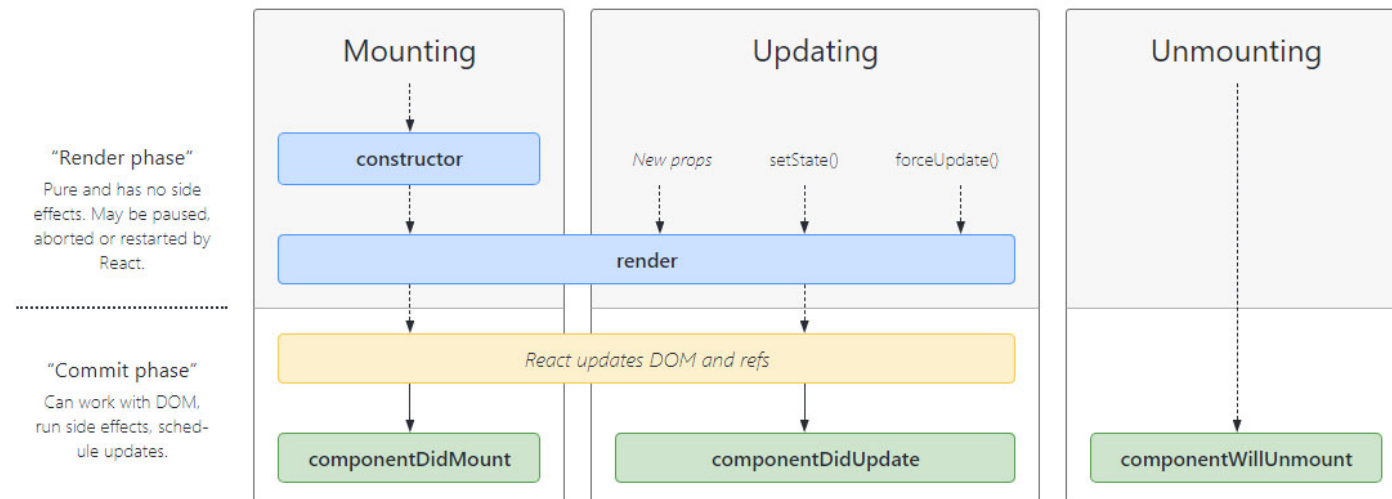 Mounting
Updating
Unmounting
“Render phase”
Pure and has no side
effects. May be paused,
aborted or restarted by
React.
constructor
New props
setState()
forceUpdate()
render
“Commit phase”
Can work with DOM,
run side effects, sched-
ule updates.
React updates DOM and refs
componentDidMount
componentDidUpdate
componentWillUnmount